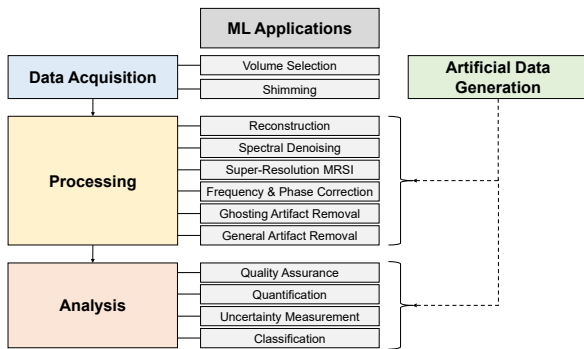 ML Applications
Data Acquisition
Volume Selection
Shimming
Artificial Data
Generation
Processing
Reconstruction
Spectral Denoising
Super-Resolution MRSI
Frequency & Phase Correction
Ghosting Artifact Removal
General Artifact Removal
Analysis
Quality Assurance
Quantification
Uncertainty Measurement
Classification